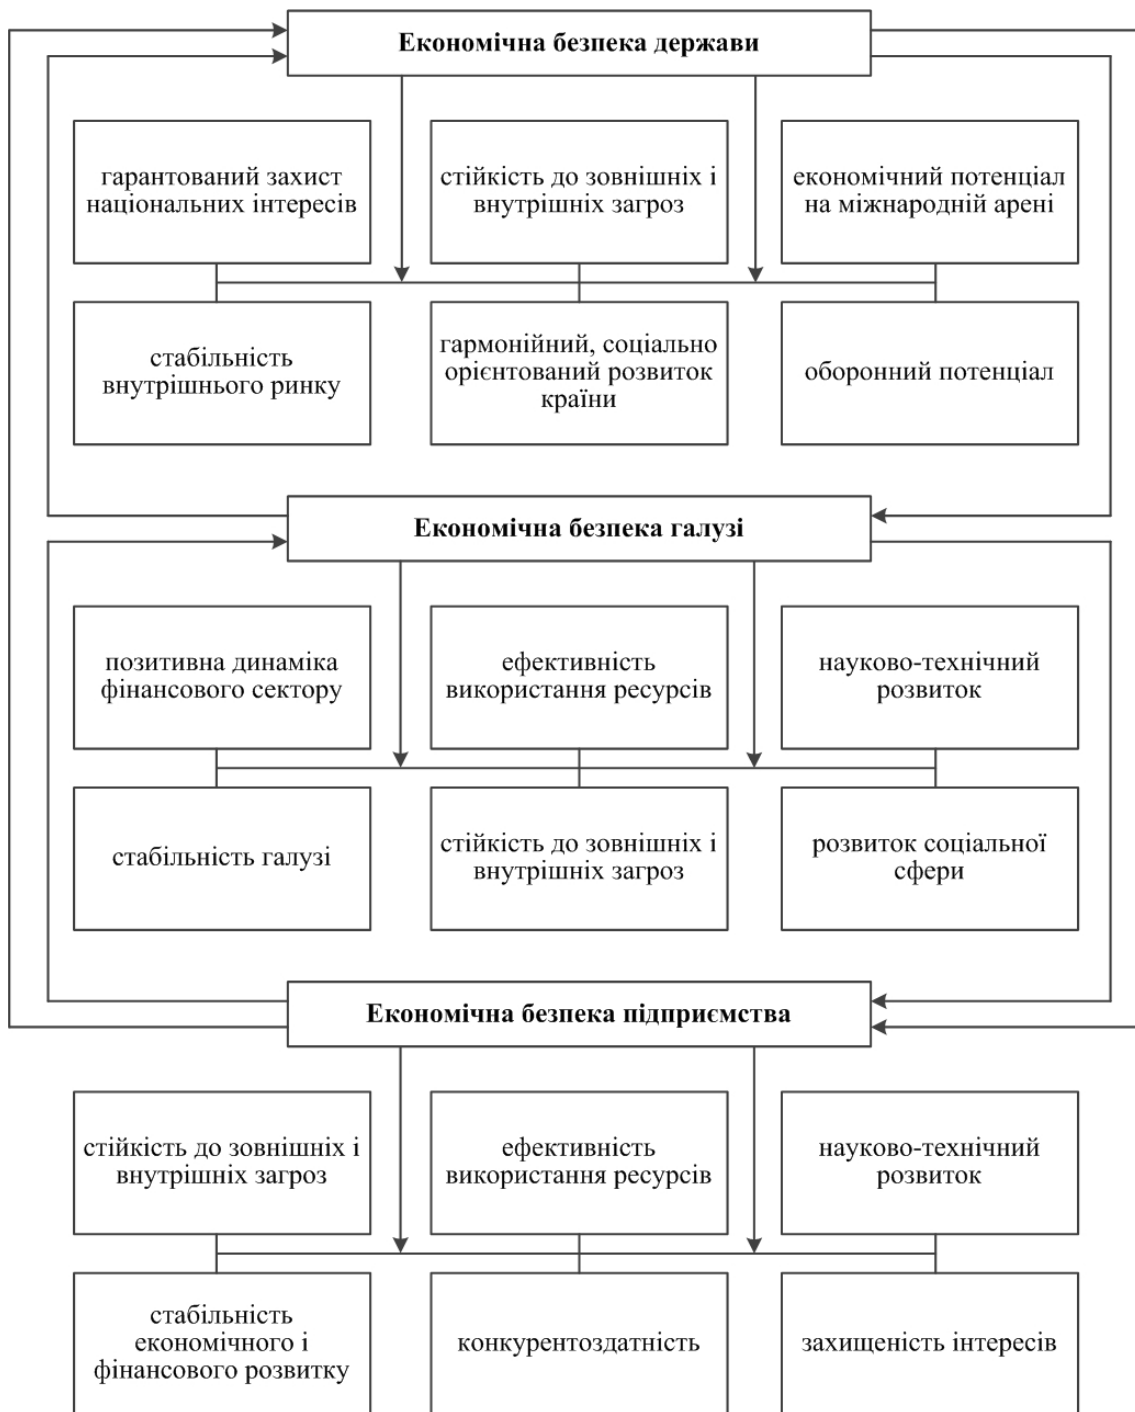 Економічна безпека держави
гарантований захист
національних інтересів
стійкість до зовнішніх і
внутрішніх загроз
економічний потенціал
на міжнародній арені
стабільність
внутрішнього ринку
гармонійний, соціально
орієнтований розвиток
країни
оборонний потенціал
Економічна безпека галузі
позитивна динаміка
фінансового сектору
ефективність
використання ресурсів
науково-технічний
розвиток
стабільність галузі
стійкість до зовнішніх і
внутрішніх загроз
розвиток соціальної
сфери
Економічна безпека підприємства
стійкість до зовнішніх і
внутрішніх загроз
ефективність
використання ресурсів
науково-технічний
розвиток
стабільність
економічного і
фінансового розвитку
конкурентоздатність
захищеність інтересів